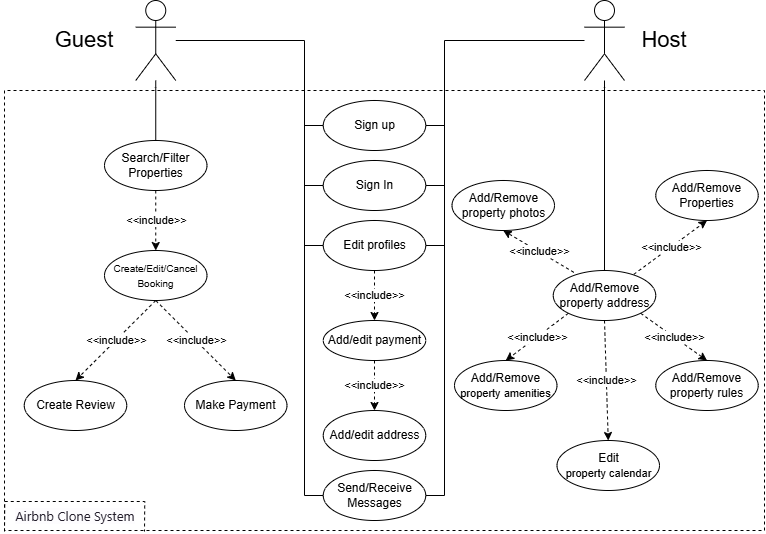 Guest
Host
Sign up
Search/Filter
Properties
Sign In
Add/Remove
property photos
Add/Remove
Properties
<<include>>
Edit profiles
<<include>>
<<include>>
Create/Edit/Cancel
Booking
<<include>>
Add/Remove
property address
<<include>>
<<include>>
Add/edit payment
<<include>>
<<include>>
<<include>>
<<include>>
Add/Remove
property amenities
Add/Remove
property rules
Create Review
Make Payment
Add/edit address
Edit
property calendar
Send/Receive
Messages
Airbnb Clone System